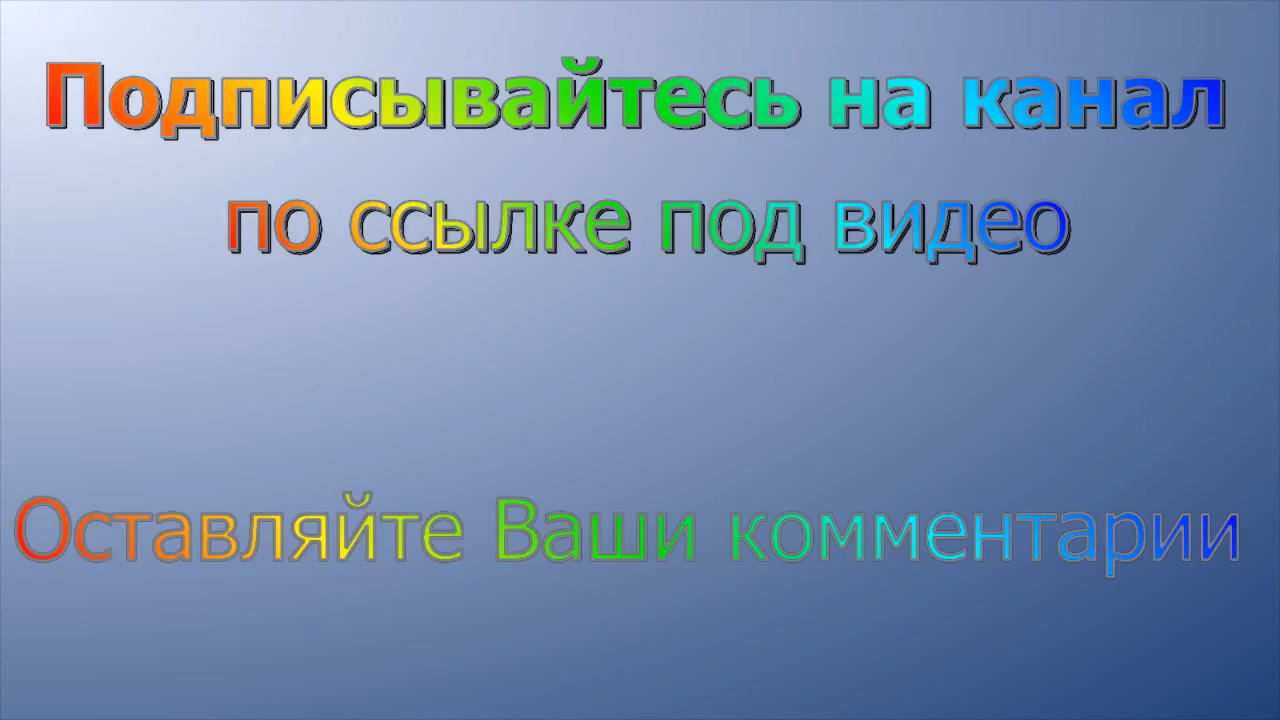 Подписывайтесь на канал
по ссылке под видео
Оставляйте Ваши комментарии